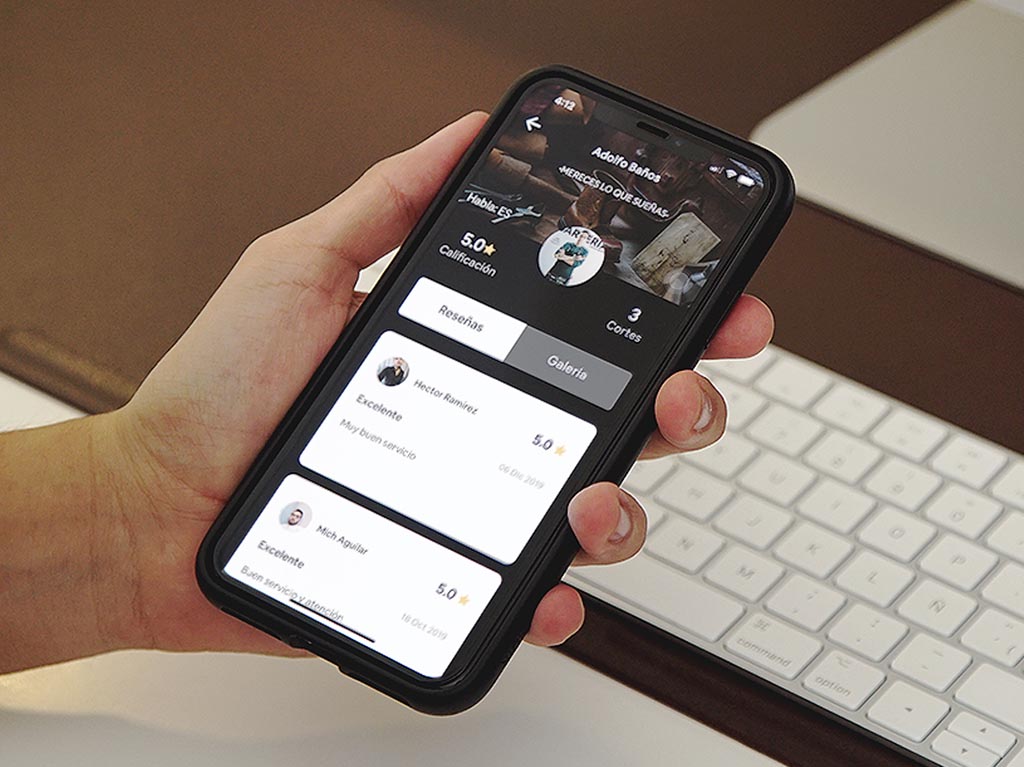 4:12
Adolfo Baños
-MERECES LO QUE SUEÑAS-
Habla: ES
5.0
Calificación
3
Cortes
Reseñas
Galería
Hector Ramirez
Excelente
5.0
Muy buen servicio
06 Dic 2019
Mich Aguilar
Excelente
5.0
Buen servicio y atención
18 Oct 2019
H
J
K
L
Ñ
O
P
N
M
command
option